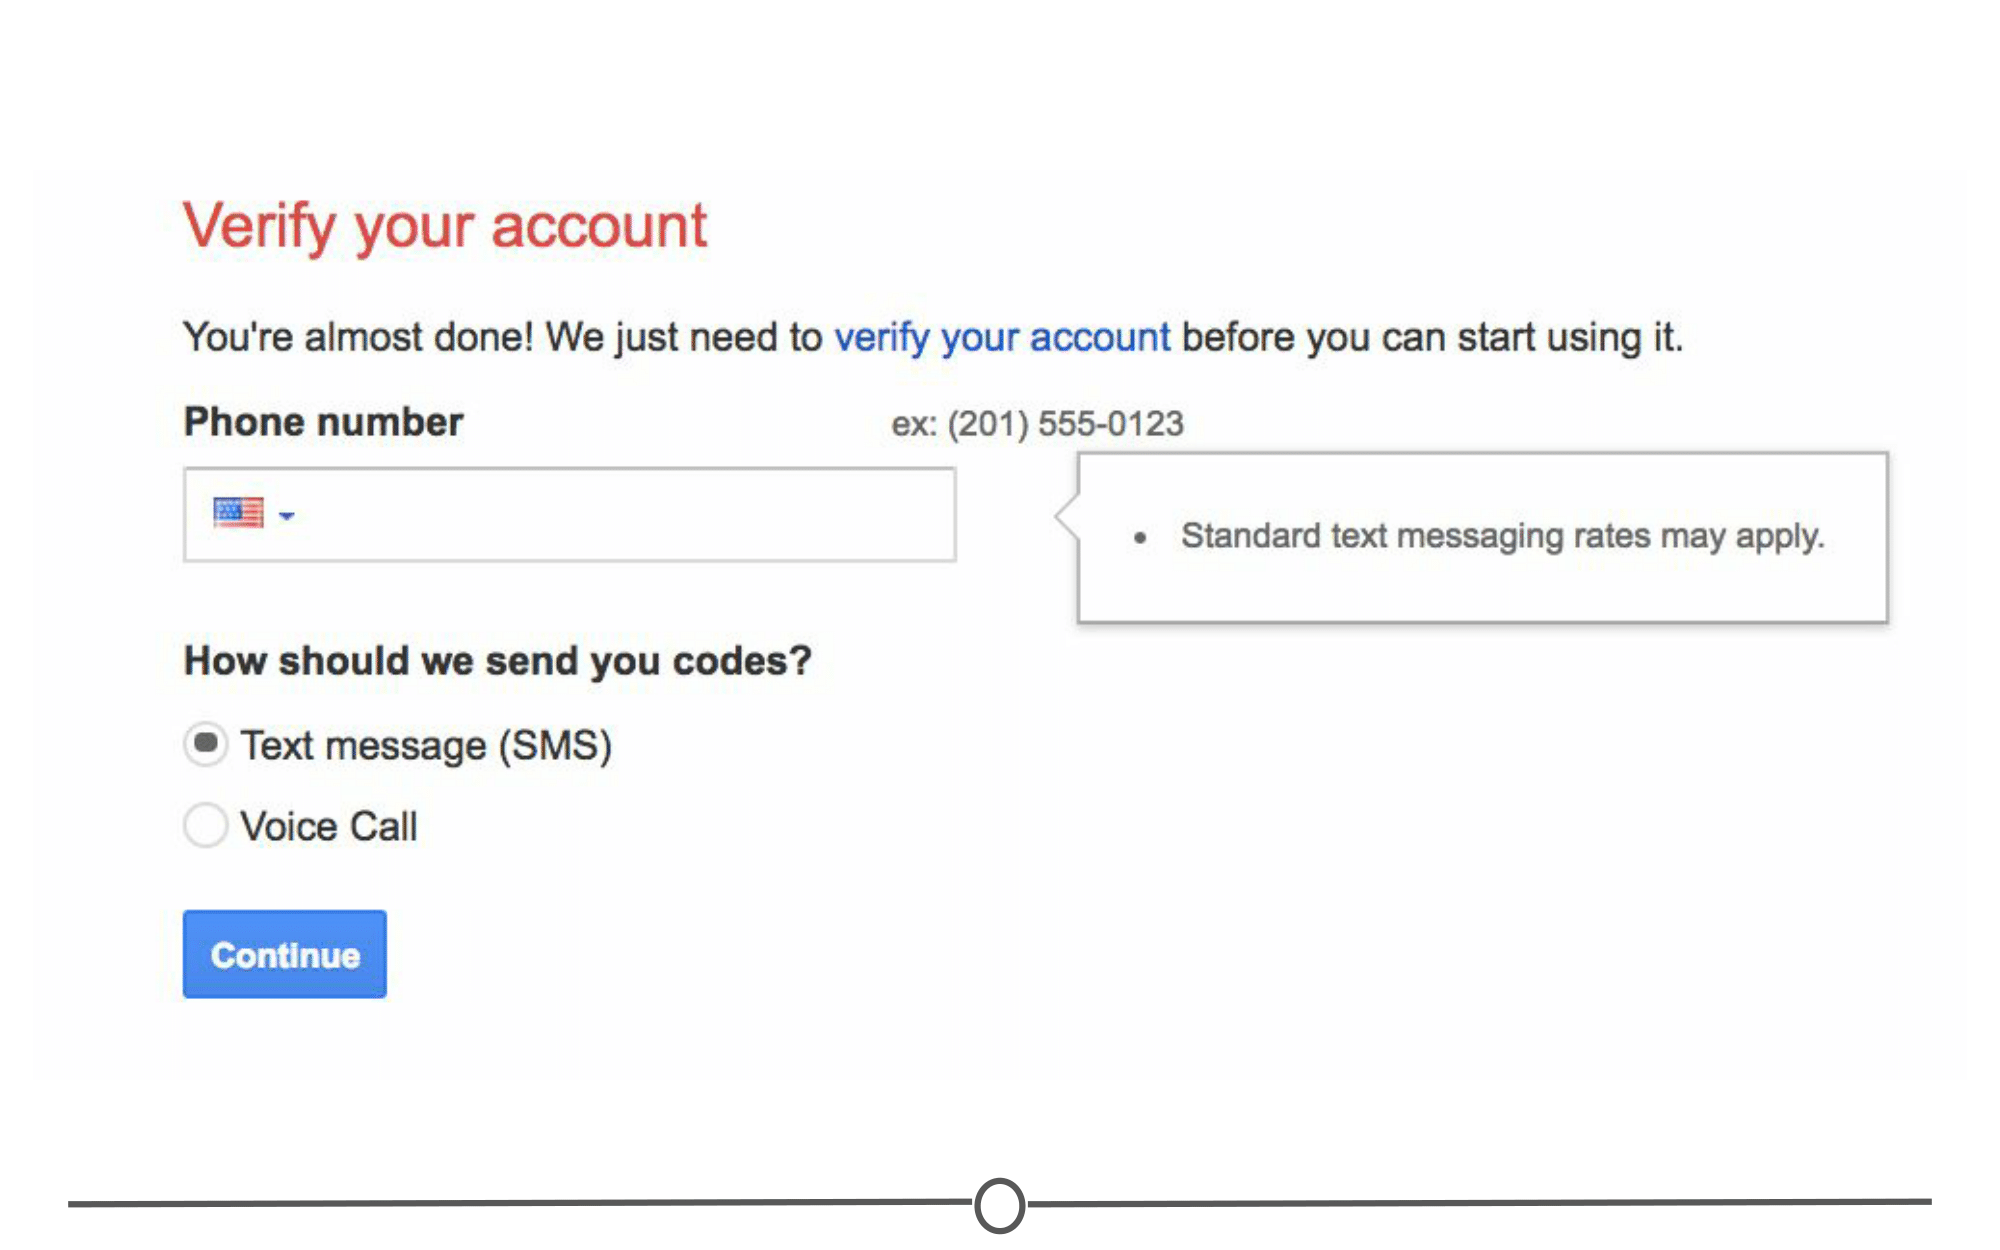 Verify your account
You're almost done! We just need to verify your account before you can start using it.
Phone number
ex: (201) 555-0123
• Standard text messaging rates may apply.
How should we send you codes?
Text message (SMS)
Voice Call
Continue